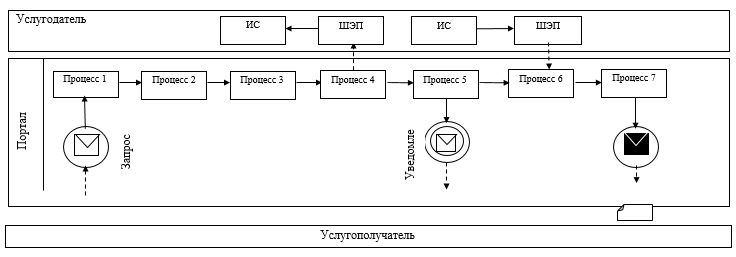 Услугодатель
ИС
ШЭП
ИС
ШЭП
Портал
Процесс 1
Процесс 2
Процесс 3
Процесс 4
Процесс 5
Процесс 6
Процесс 7
Запрос
Уведомле
Услугополучатель